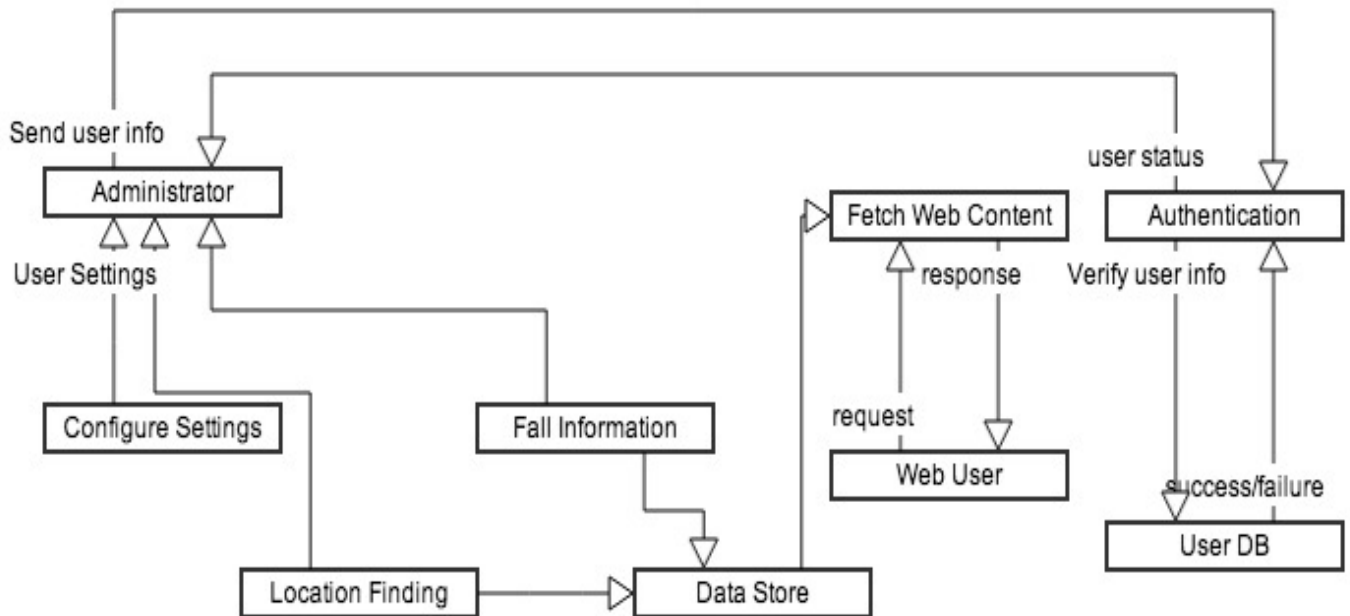 Send user info
user status
Administrator
Fetch Web Content
Authentication
User Settings
response
Verify user info
Configure Settings
Fall Information
request
Web User
success/failure
User DB
Location Finding
Data Store